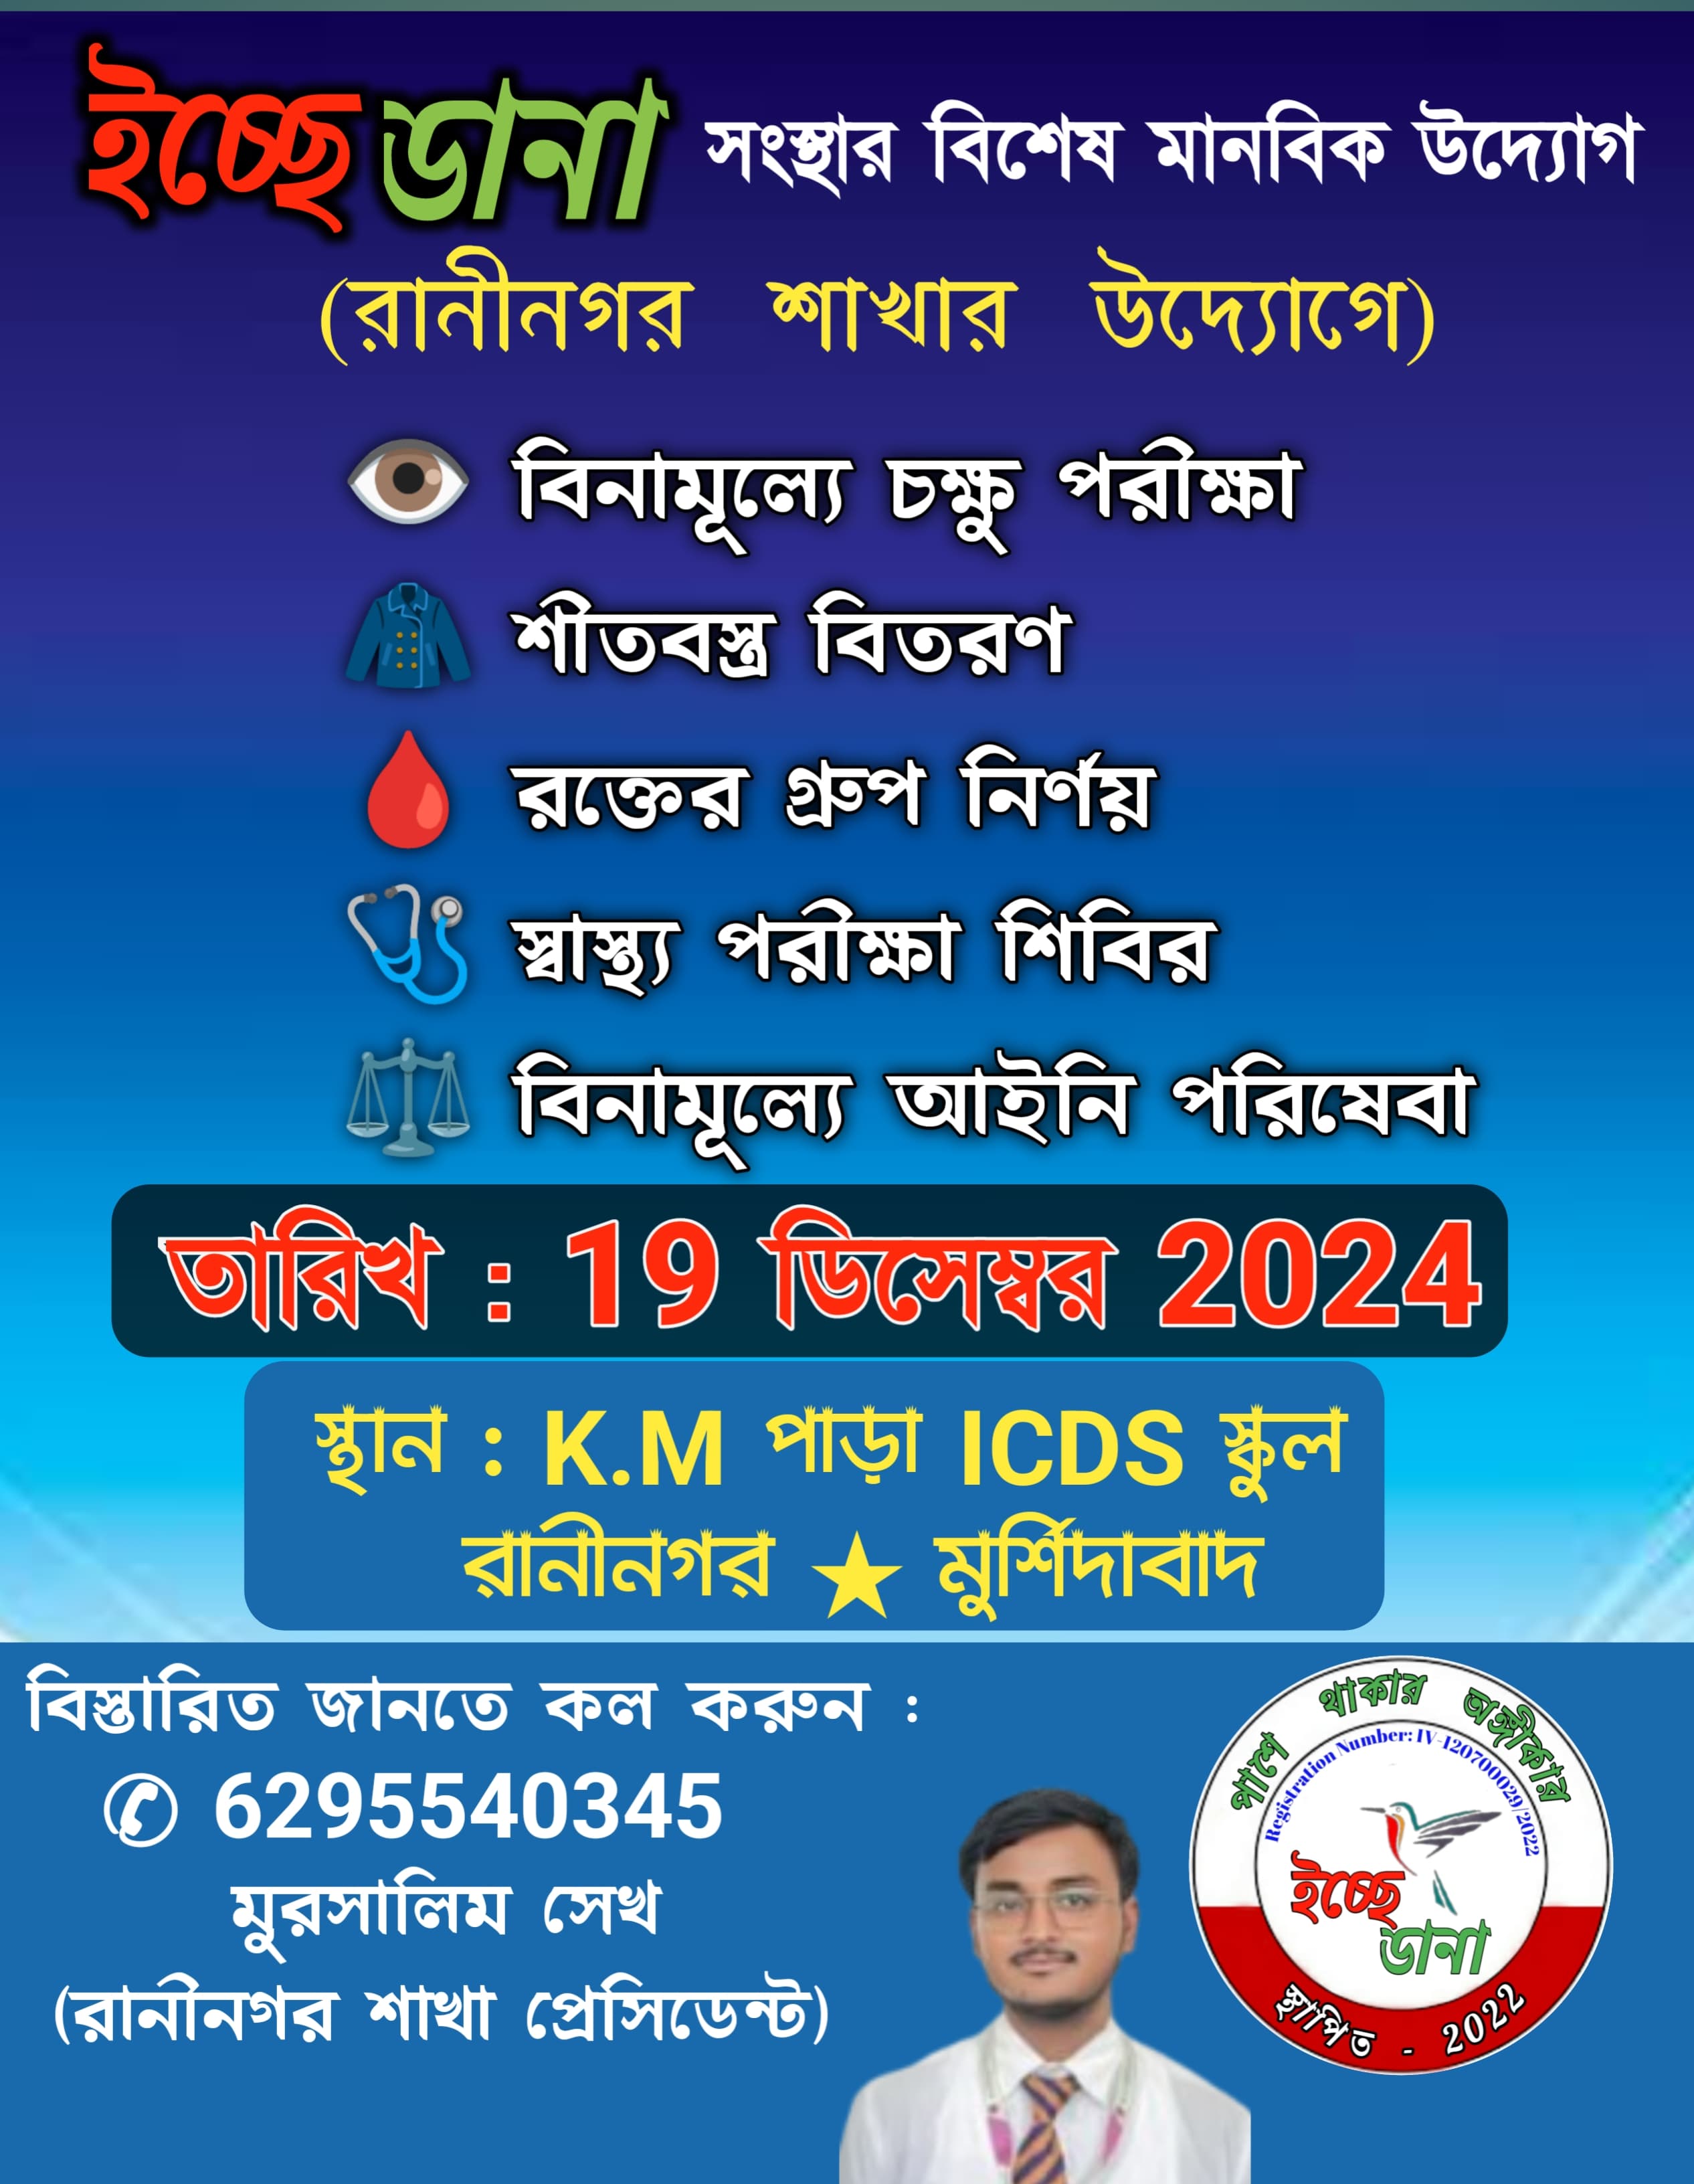 ইচ্ছেডানা সংস্থার বিশেষ মানবিক উদ্যোগ
(রানীনগর শাখার উদ্যোগে)
বিনামূল্যে চক্ষু পরীক্ষা
শীতবস্ত্র বিতরণ
রক্তের গ্রুপ নির্ণয়
স্বাস্থ্য পরীক্ষা শিবির
বিনামূল্যে আইনি পরিষেবা
তারিখ : 19 ডিসেম্বর 2024
স্থান : K.M পাড়া ICDS স্কুল
রানীনগর ★ মুর্শিদাবাদ
বিস্তারিত জানতে কল করুন :
✆ 6295540345
মুরসালিম সেখ
(রানীনগর শাখা প্রেসিডেন্ট)
পাশে থাকার অঙ্গীকার
Registration Number: IV-120700029/2022
ইচ্ছে
ডানা
স্থাপিত - 2022